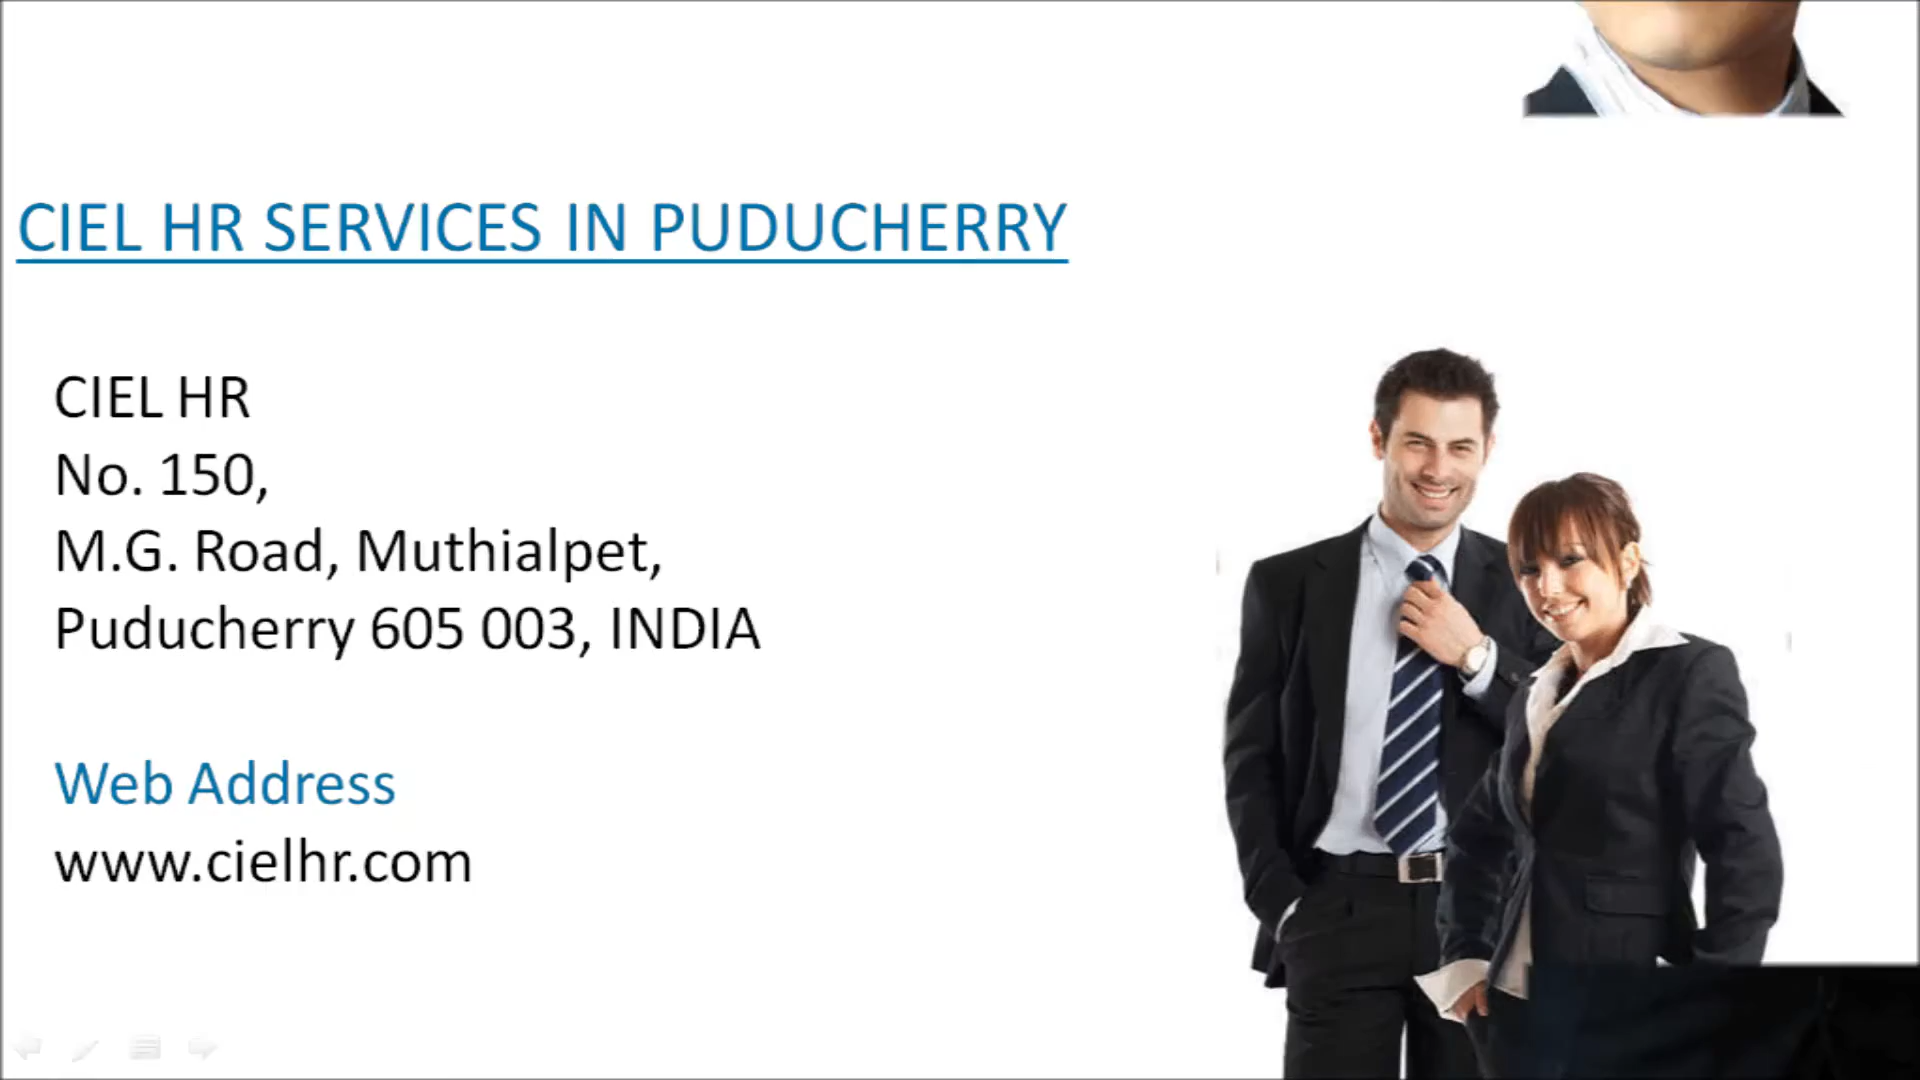 CIEL HR SERVICES IN PUDUCHERRY
CIEL HR
No. 150,
M.G. Road, Muthialpet,
Puducherry 605 003, INDIA
Web Address
www.cielhr.com